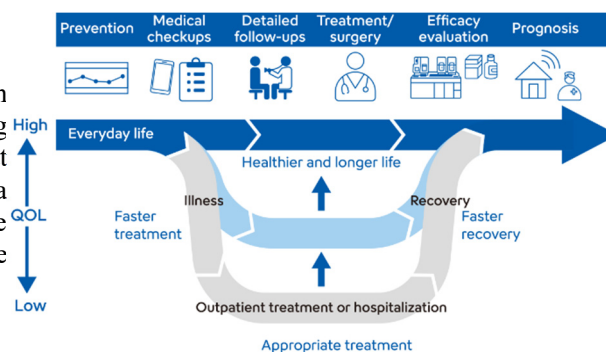 Prevention
Medical
checkups
Detailed
follow-ups
Treatment/
surgery
Efficacy
evaluation
Prognosis
High
Everyday life
Healthier and longer life
Illness
Recovery
QOL
Faster
treatment
Faster
recovery
Low
Outpatient treatment or hospitalization
Appropriate treatment